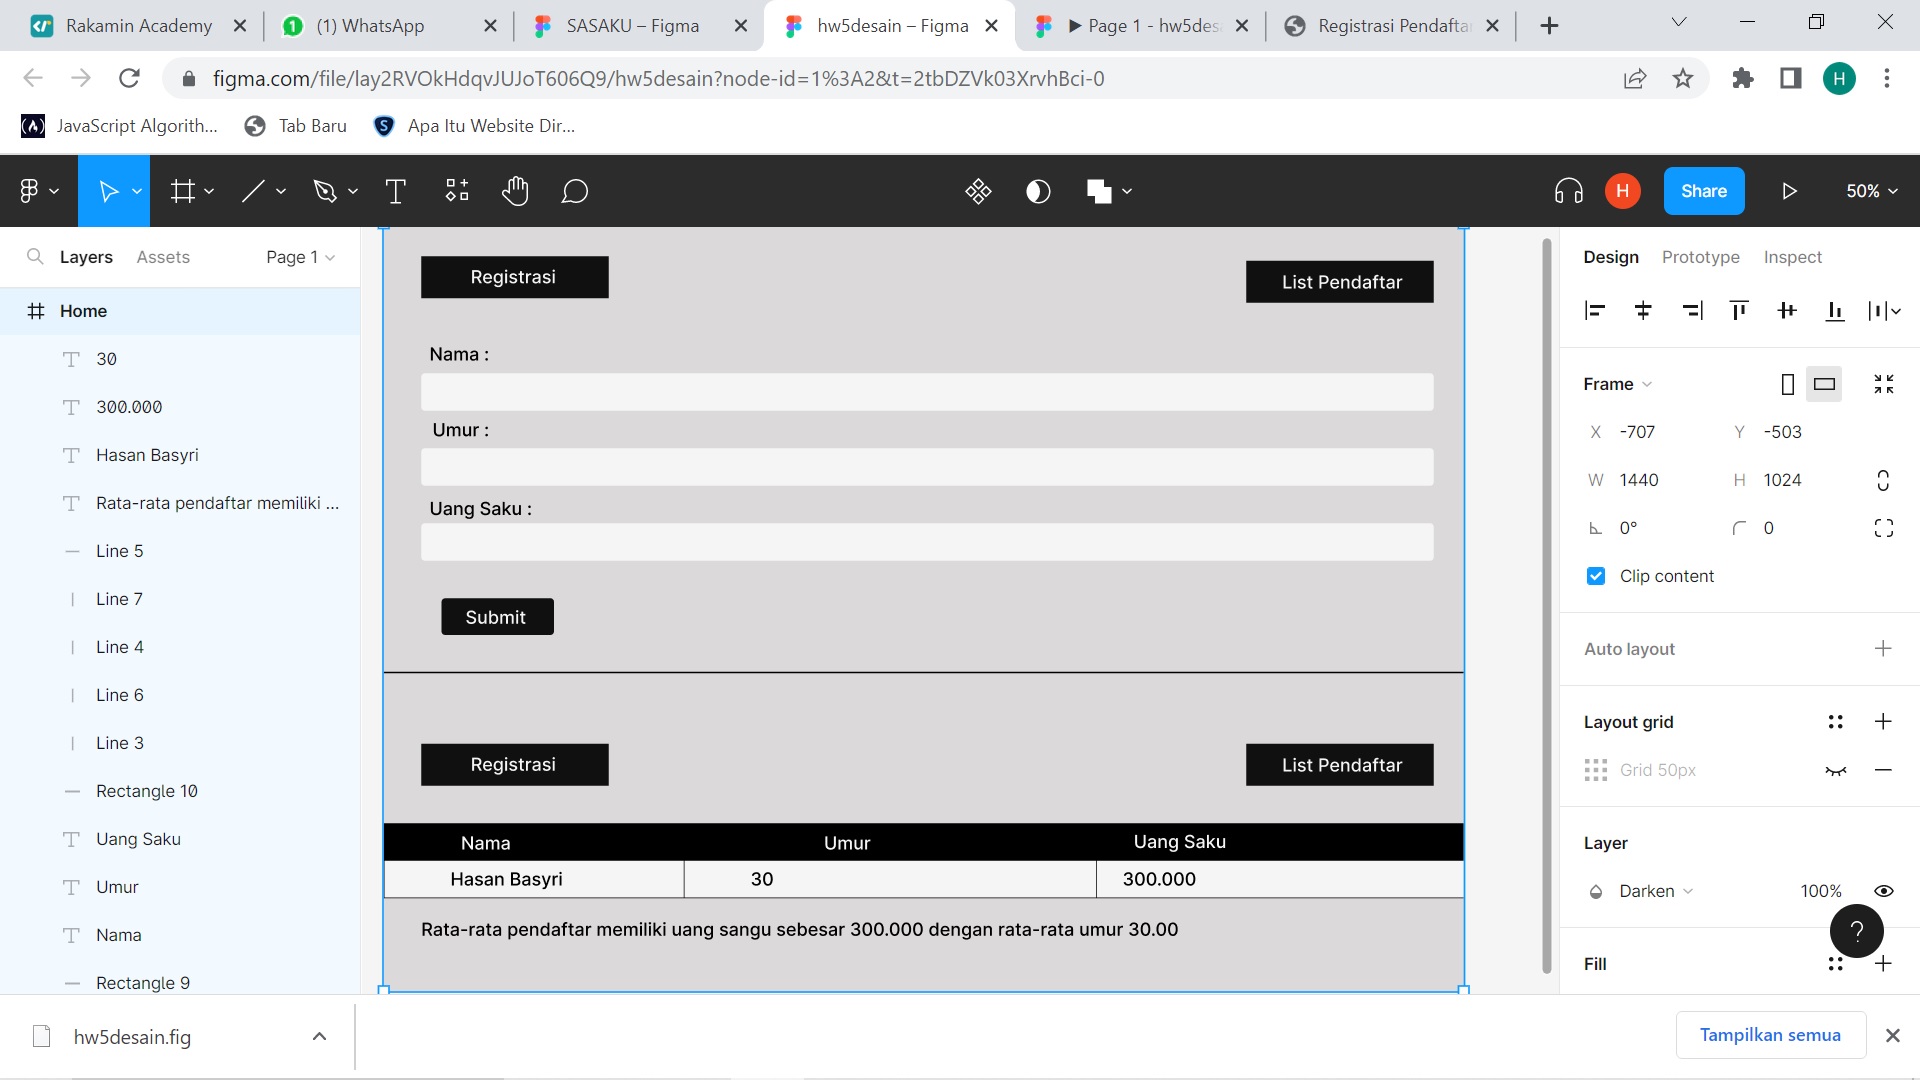 Rakamin Academy
(1) WhatsApp
SASAKU – Figma
hw5desain – Figma
▶ Page 1 - hw5des
Registrasi Pendafta
figma.com/file/lay2RVOkHdqvJUJoT606Q9/hw5desain?node-id=1%3A2&t=2tbDZVk03XrvhBci-0
H
JavaScript Algorith...
Tab Baru
Apa Itu Website Dir...
H
Share
50%
Layers
Assets
Page 1
Home
30
300.000
Hasan Basyri
Rata-rata pendaftar memiliki ...
Line 5
Line 7
Line 4
Line 6
Line 3
Rectangle 10
Uang Saku
Umur
Nama
Rectangle 9
Registrasi
List Pendaftar
Nama :
Umur :
Uang Saku :
Submit
Registrasi
List Pendaftar
Nama Umur Uang Saku
Hasan Basyri 30 300.000
Rata-rata pendaftar memiliki uang sangu sebesar 300.000 dengan rata-rata umur 30.00
Design Prototype Inspect
Frame
X -707 Y -503
W 1440 H 1024
0° 0
Clip content
Auto layout
Layout grid
Grid 50px
Layer
Darken 100%
?
Fill
hw5desain.fig
Tampilkan semua